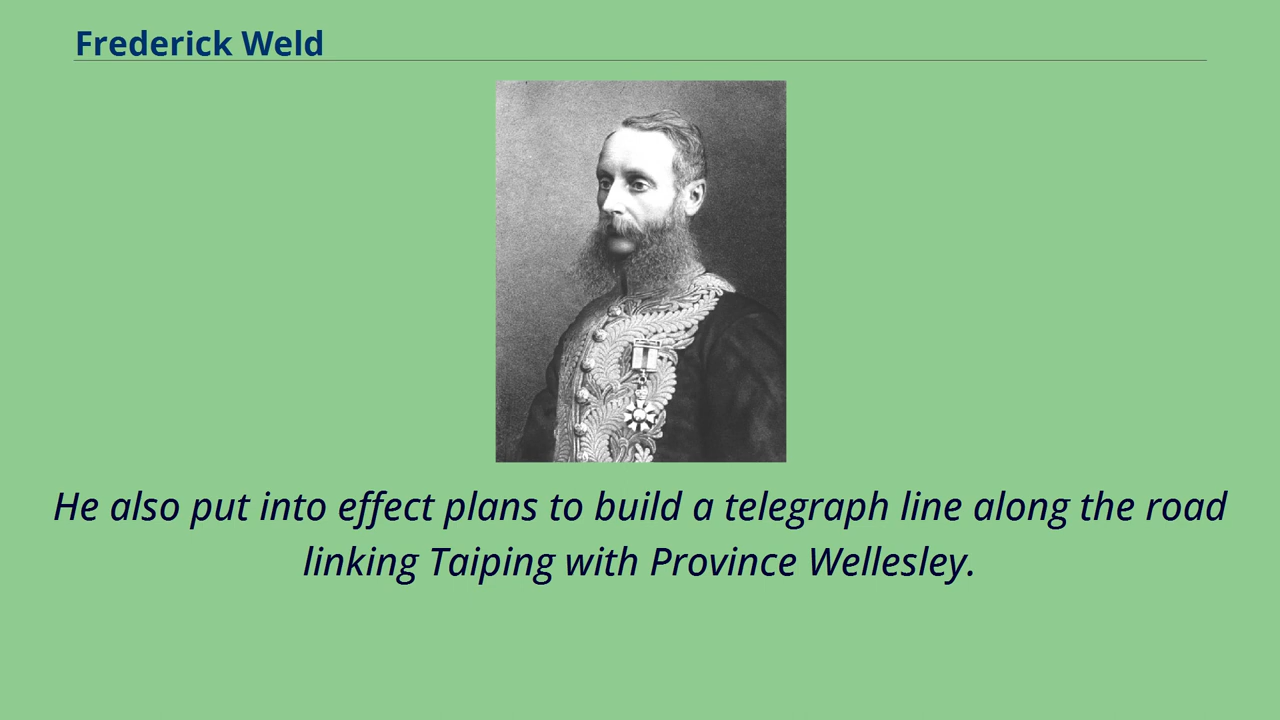 Frederick Weld
He also put into effect plans to build a telegraph line along the road
linking Taiping with Province Wellesley.